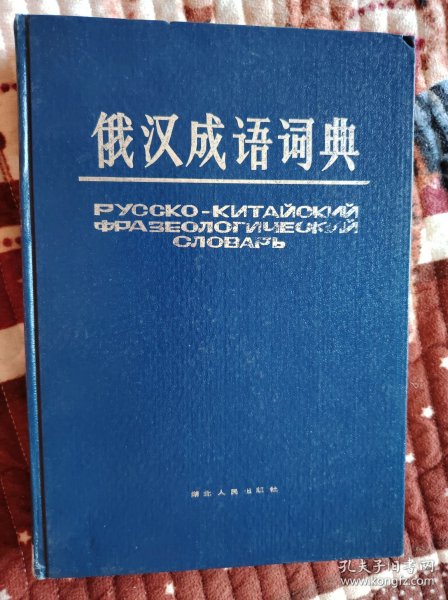 俄汉成语词典
РУССКО-КИТАЙСКИЙ
ФРАЗЕОЛОГИЧЕСКИЙ
СЛОВАРЬ
湖北人民出版社
孔夫子旧书网
book.kongfz.com